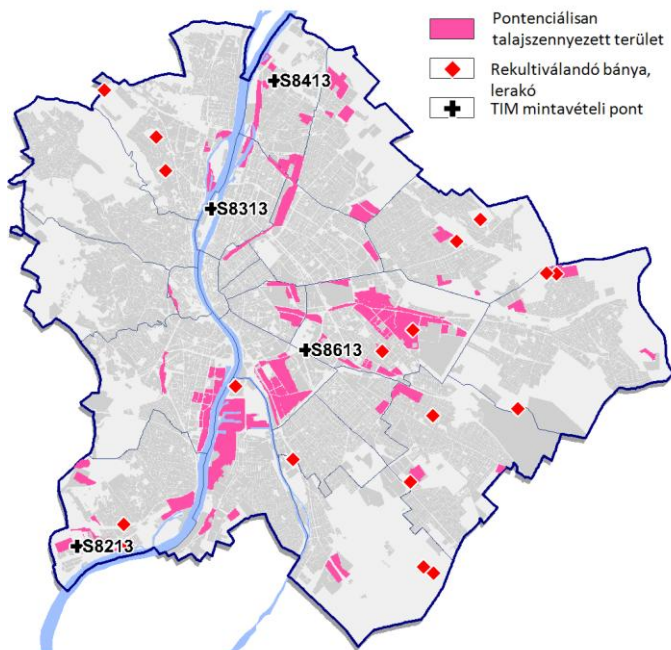 Pontenciálisan
talajszennyezett terület
Rekultiválandó bánya,
lerakó
TIM mintavételi pont
S8413
S8313
S8613
S8213